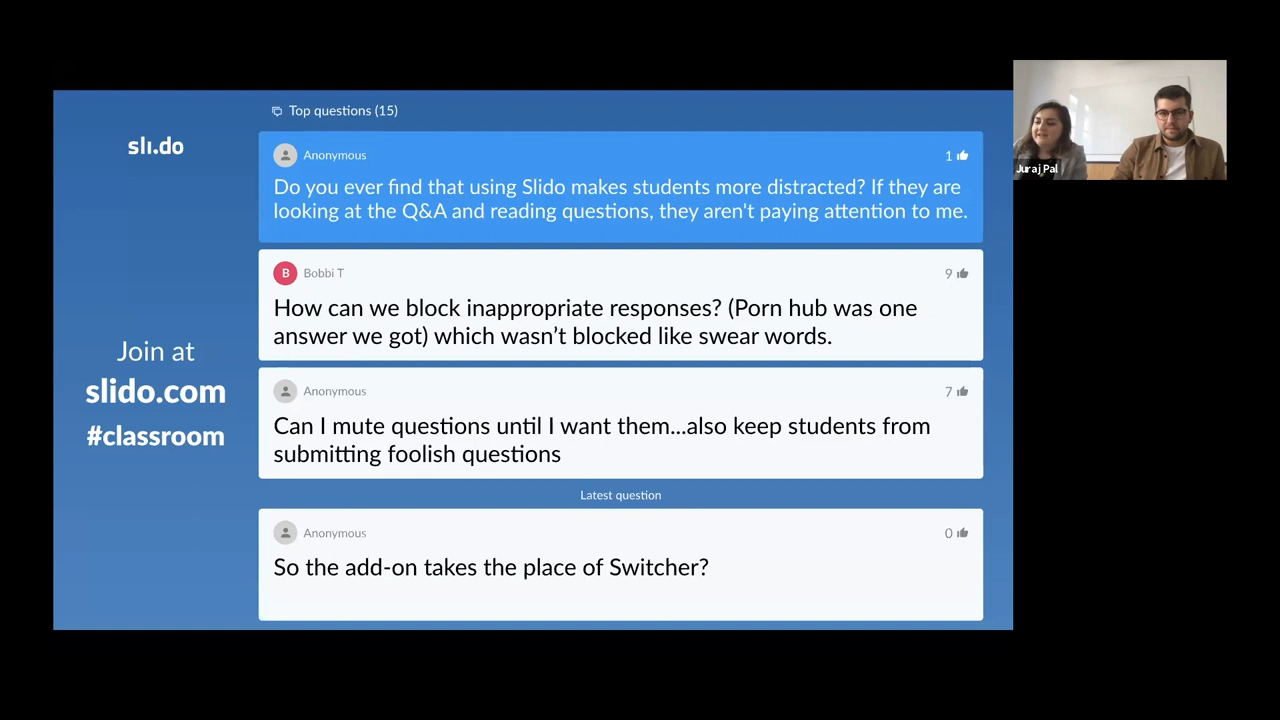 Top questions (15)
sli.do
Anonymous
1
Do you ever find that using Slido makes students more distracted? If they are
looking at the Q&A and reading questions, they aren't paying attention to me.
B
Bobbi T
9
How can we block inappropriate responses? (Porn hub was one
answer we got) which wasn’t blocked like swear words.
Join at
slido.com
#classroom
Anonymous
7
Can I mute questions until I want them...also keep students from
submitting foolish questions
Latest question
Anonymous
0
So the add-on takes the place of Switcher?
Juraj Pal